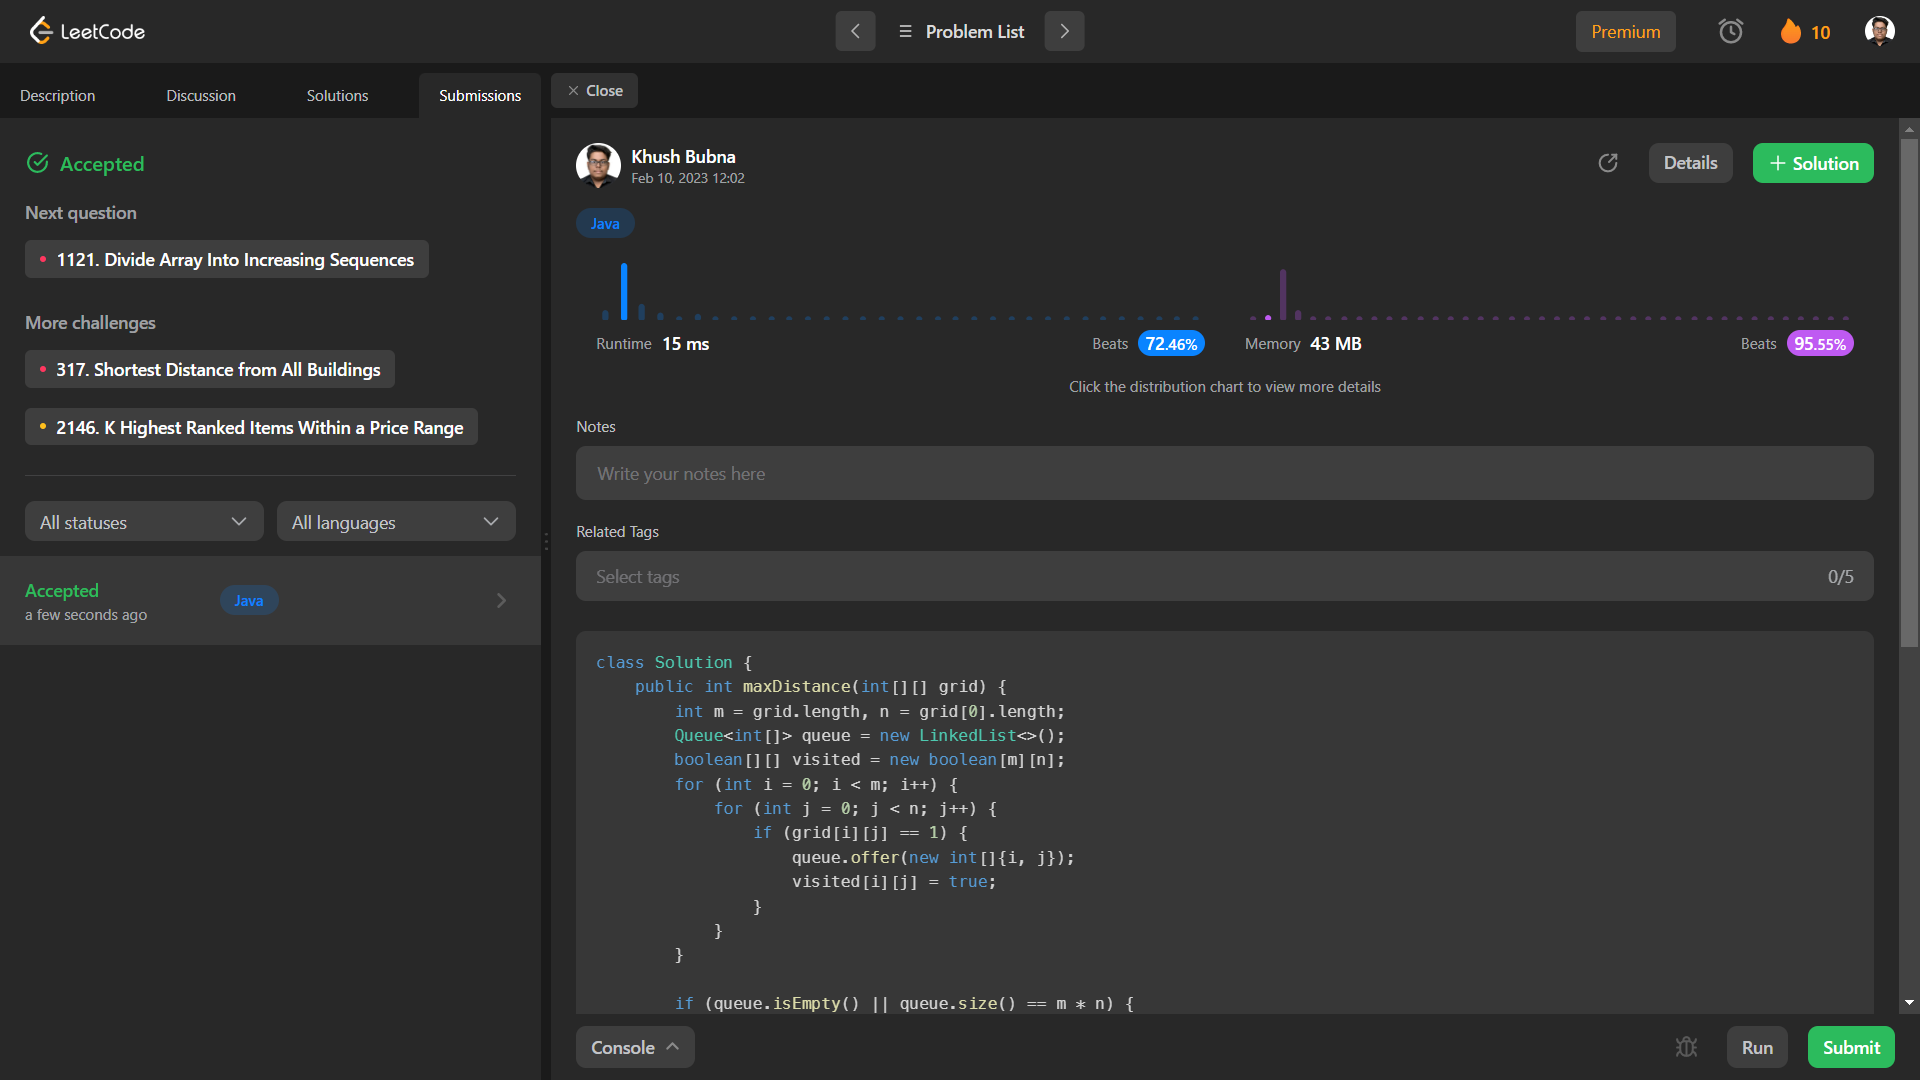 LeetCode
Problem List
Premium
10
Description
Discussion
Solutions
Submissions
Close
Accepted
Next question
1121. Divide Array Into Increasing Sequences
More challenges
317. Shortest Distance from All Buildings
2146. K Highest Ranked Items Within a Price Range
All statuses
All languages
Accepted
a few seconds ago
Java
Khush Bubna
Feb 10, 2023 12:02
Details
+ Solution
Java
Runtime 15 ms
Beats 72.46%
Memory 43 MB
Beats 95.55%
Click the distribution chart to view more details
Notes
Write your notes here
Related Tags
Select tags
0/5
class Solution {
    public int maxDistance(int[][] grid) {
        int m = grid.length, n = grid[0].length;
        Queue<int[]> queue = new LinkedList<>();
        boolean[][] visited = new boolean[m][n];
        for (int i = 0; i < m; i++) {
            for (int j = 0; j < n; j++) {
                if (grid[i][j] == 1) {
                    queue.offer(new int[]{i, j});
                    visited[i][j] = true;
                }
            }
        }
        if (queue.isEmpty() || queue.size() == m * n) {
Console
Run
Submit